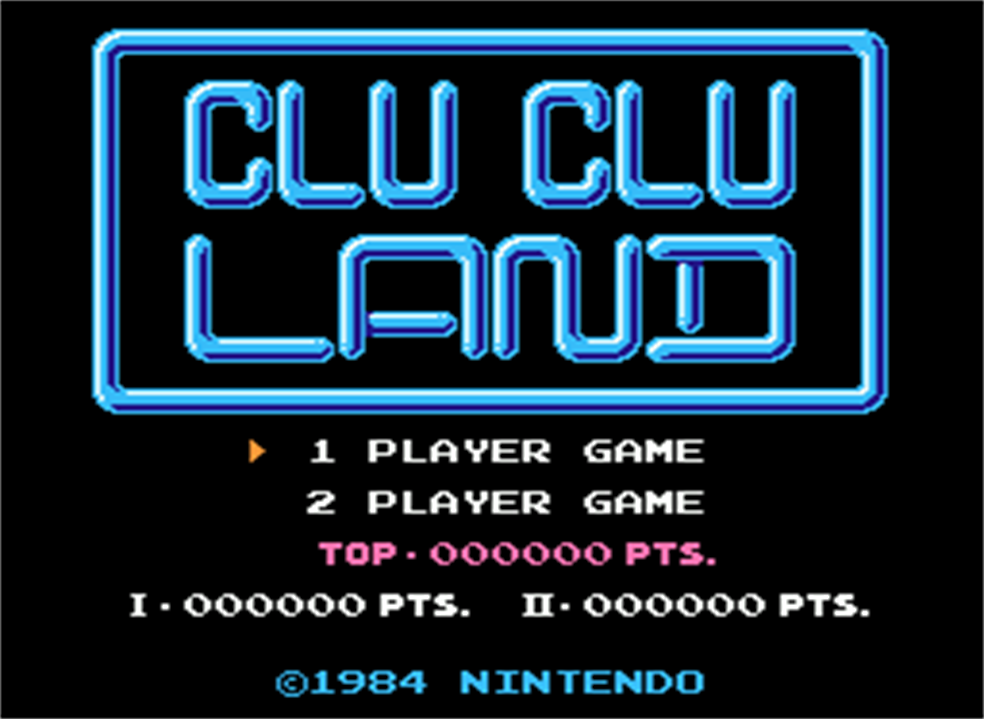 CLU CLU
LAND
1 PLAYER GAME
2 PLAYER GAME
TOP·000000 PTS.
I·000000 PTS. II·000000 PTS.
©1984 NINTENDO